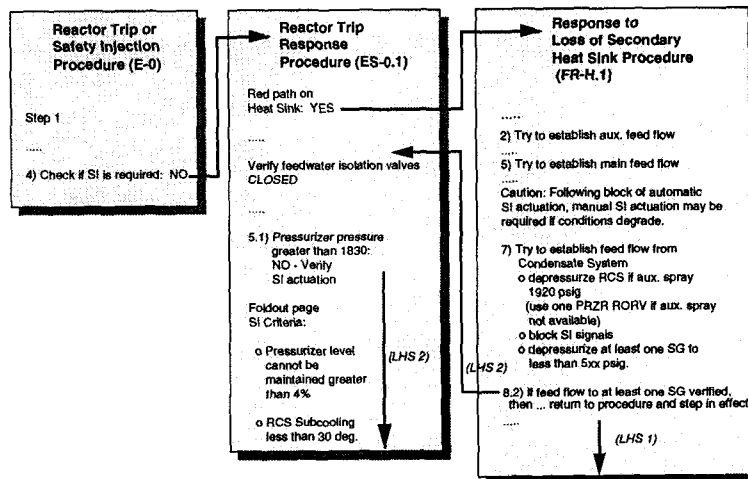 Reactor Trip or
Safety Injection
Procedure (E-0)
Step 1
.....
4) Check if SI is required: NO
Reactor Trip
Response
Procedure (ES-0.1)
Red path on
Heat Sink: YES
.....
Verify feedwater isolation valves
CLOSED
.....
5.1) Pressurizer pressure
greater than 1830:
NO - Verify
SI actuation
Foldout page
SI Criteria:
o Pressurizer level
cannot be
maintained greater
than 4%
o RCS Subcooling
less than 30 deg.
(LHS 2)
(LHS 2)
Response to
Loss of Secondary
Heat Sink Procedure
(FR-H.1)
.....
2) Try to establish aux. feed flow
.....
5) Try to establish main feed flow
.....
Caution: Following block of automatic
SI actuation, manual SI actuation may be
required if conditions degrade.
7) Try to establish feed flow from
Condensate System
o depressurze RCS if aux. spray
1920 psig
(use one PRZR RORV if aux. spray
not available)
o block SI signals
o depressurize at least one SG to
less than 5xx psig.
8.2) If feed flow to at least one SG verified,
then ... return to procedure and step in effect
.....
(LHS 1)